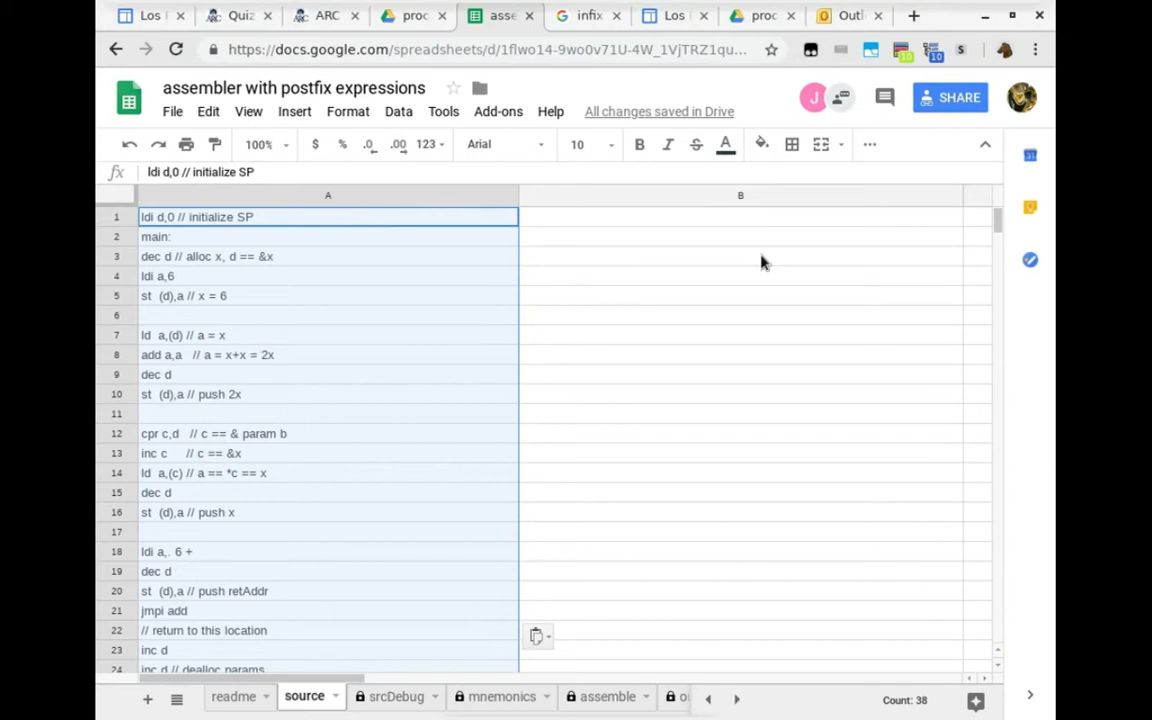 Los F
Quiz
ARC
proc
asse
infix
Los
proc
Outl
https://docs.google.com/spreadsheets/d/1flwo14-9wo0v71U-4W_1VjTRZ1qu...
10
10
S
assembler with postfix expressions
J
SHARE
File Edit View Insert Format Data Tools Add-ons Help All changes saved in Drive
100% $ % .0 .00 123 Arial 10 B I S A
fx ldi d,0 // initialize SP
A B
1 ldi d,0 // initialize SP
2 main:
3 dec d // alloc x, d == &x
4 ldi a,6
5 st (d),a // x = 6
6
7 ld a,(d) // a = x
8 add a,a // a = x+x = 2x
9 dec d
10 st (d),a // push 2x
11
12 cpr c,d // c == & param b
13 inc c // c == &x
14 ld a,(c) // a == *c == x
15 dec d
16 st (d),a // push x
17
18 ldi a,. 6 +
19 dec d
20 st (d),a // push retAddr
21 jmpi add
22 // return to this location
23 inc d
24 inc d // dealloc params
readme source srcDebug mnemonics assemble o Count: 38